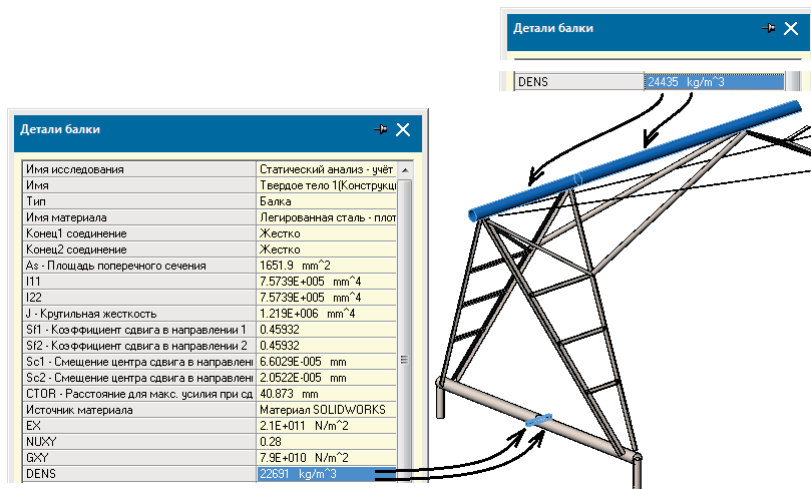 Детали балки
DENS 24435 kg/m^3
Детали балки
Имя исследования Статический анализ - учёт
Имя Твердое тело 1(Конструкц
Тип Балка
Имя материала Легированная сталь - плот
Конец1 соединение Жестко
Конец2 соединение Жестко
As - Площадь поперечного сечения 1651.9 mm^2
I11 7.5739E+005 mm^4
I22 7.5739E+005 mm^4
J - Крутильная жесткость 1.219E+006 mm^4
Sf1 - Коэффициент сдвига в направлении 1 0.45932
Sf2 - Коэффициент сдвига в направлении 2 0.45932
Sc1 - Смещение центра сдвига в направлени 6.6029E-005 mm
Sc2 - Смещение центра сдвига в направлени 2.0522E-005 mm
CTOR - Расстояние для макс. усилия при сд 40.873 mm
Источник материала Материал SOLIDWORKS
EX 2.1E+011 N/m^2
NUXY 0.28
GXY 7.9E+010 N/m^2
DENS 22691 kg/m^3